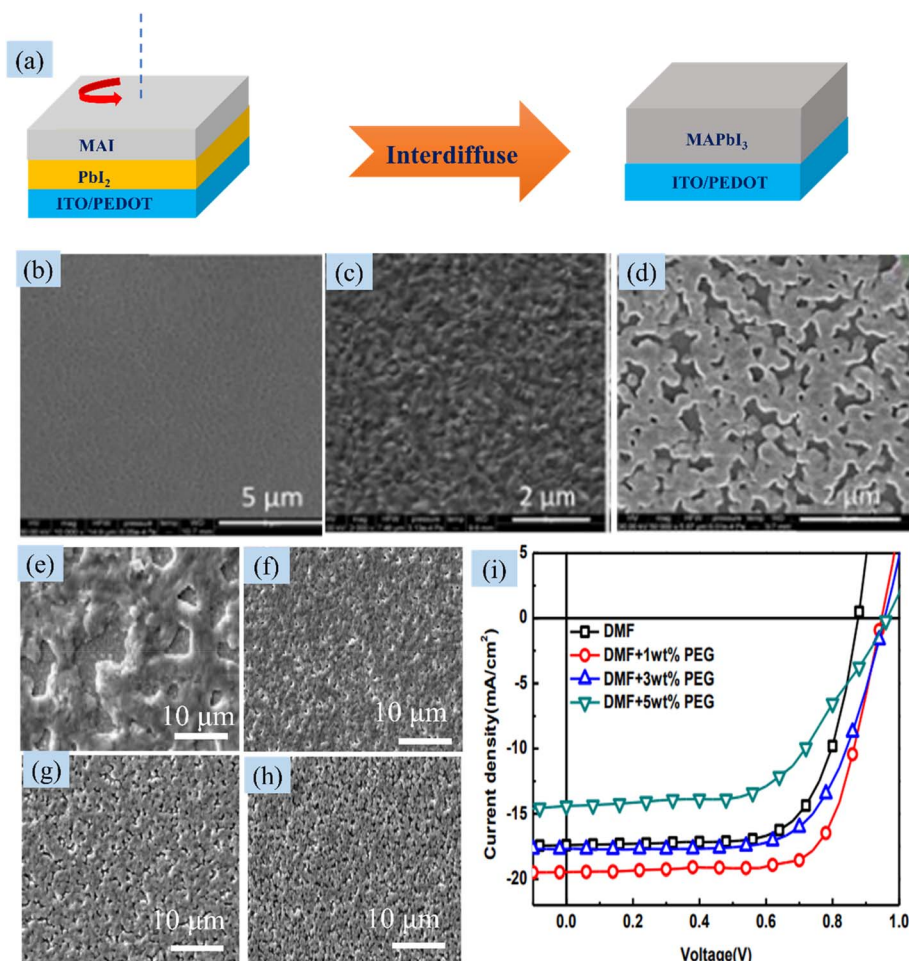 (a)
MAI
PbI₂
ITO/PEDOT
Interdiffuse
MAPbI₃
ITO/PEDOT
(b)
5 μm
(c)
2 μm
(d)
2 μm
(e)
10 μm
(f)
10 μm
(g)
10 μm
(h)
10 μm
(i)
5
0
-5
-10
-15
-20
Current density(mA/cm²)
DMF
DMF+1wt% PEG
DMF+3wt% PEG
DMF+5wt% PEG
0.0 0.2 0.4 0.6 0.8 1.0
Voltage(V)